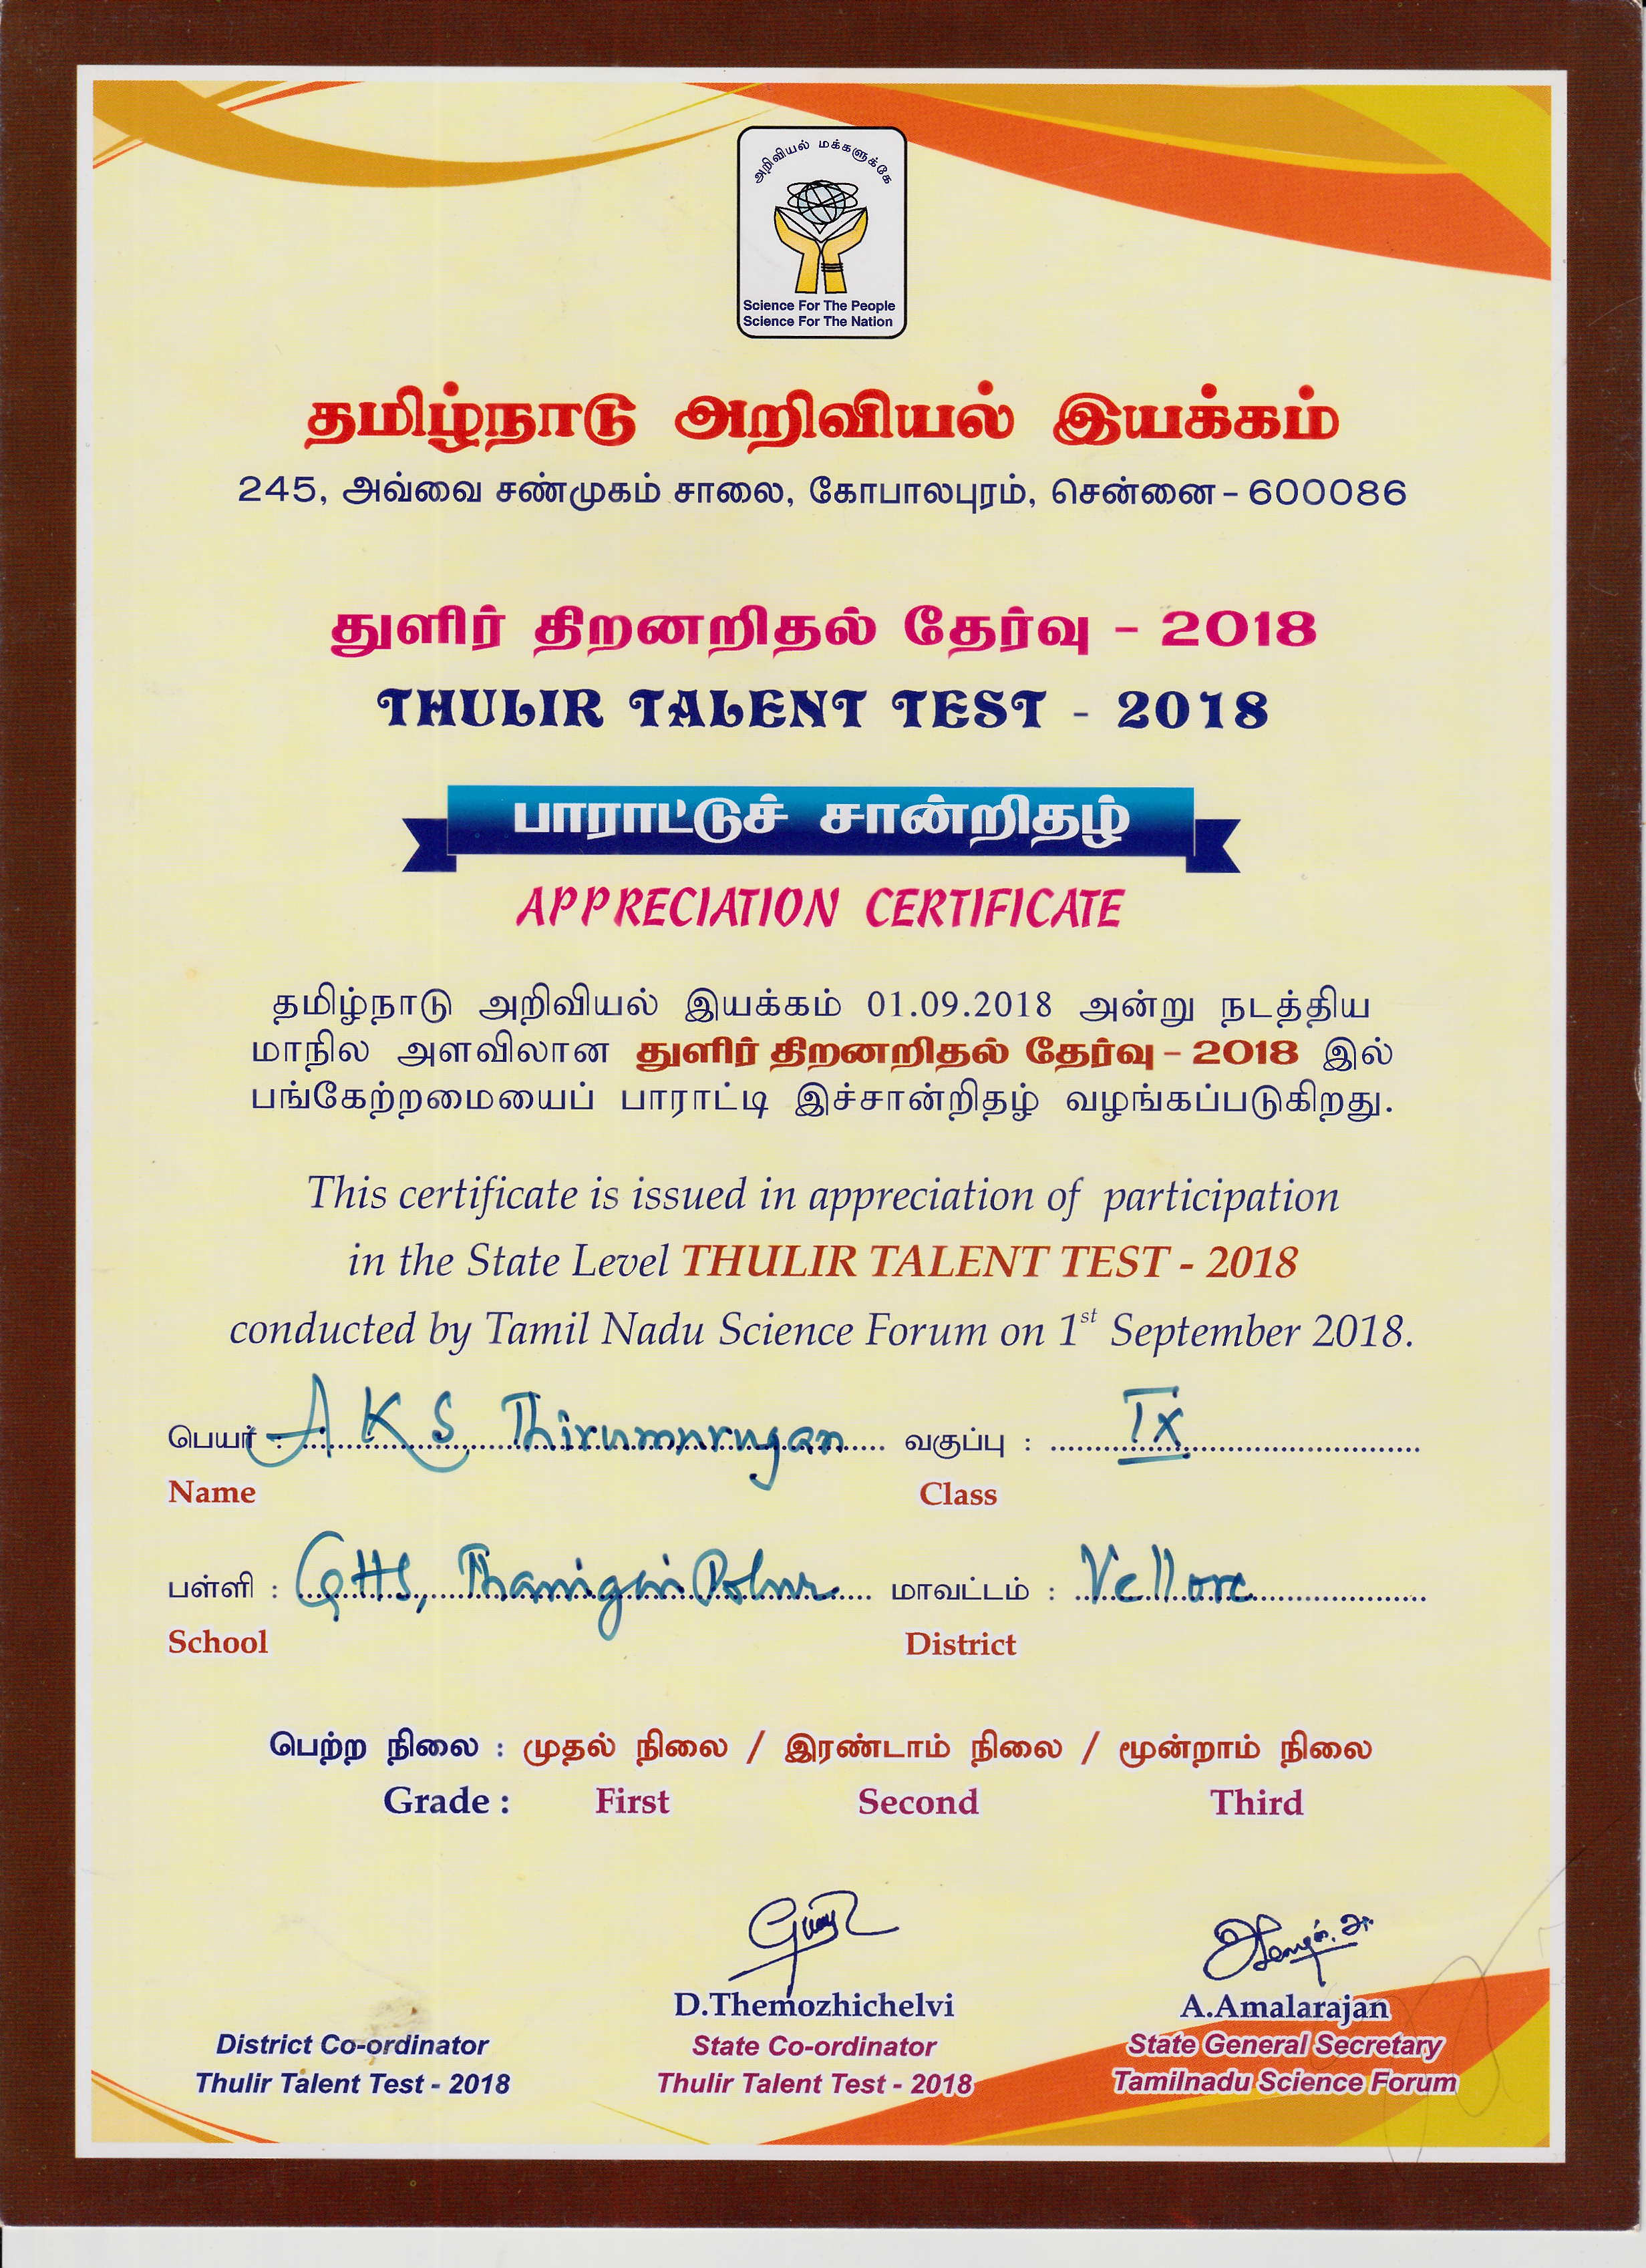 அறிவியல் மக்களுக்கே
Science For The People
Science For The Nation
தமிழ்நாடு அறிவியல் இயக்கம்
245, அவ்வை சண்முகம் சாலை, கோபாலபுரம், சென்னை - 600086
துளிர் திறனறிதல் தேர்வு - 2018
THULIR TALENT TEST - 2018
பாராட்டுச் சான்றிதழ்
APPRECIATION CERTIFICATE
தமிழ்நாடு அறிவியல் இயக்கம் 01.09.2018 அன்று நடத்திய
மாநில அளவிலான துளிர் திறனறிதல் தேர்வு - 2018 இல்
பங்கேற்றமையைப் பாராட்டி இச்சான்றிதழ் வழங்கப்படுகிறது.
This certificate is issued in appreciation of participation
in the State Level THULIR TALENT TEST - 2018
conducted by Tamil Nadu Science Forum on 1st September 2018.
பெயர் : A K S Thirumurugan வகுப்பு : IX
Name Class
பள்ளி : GHS, Thanigai Polur மாவட்டம் : Vellore
School District
பெற்ற நிலை : முதல் நிலை / இரண்டாம் நிலை / மூன்றாம் நிலை
Grade : First Second Third
D.Themozhichelvi A.Amalarajan
District Co-ordinator State Co-ordinator State General Secretary
Thulir Talent Test - 2018 Thulir Talent Test - 2018 Tamilnadu Science Forum